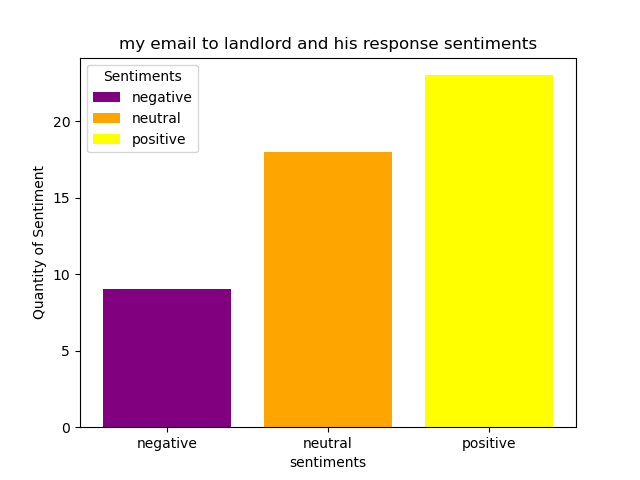 my email to landlord and his response sentiments
Sentiments
negative
neutral
positive
Quantity of Sentiment
20
15
10
5
0
negative
neutral
positive
sentiments